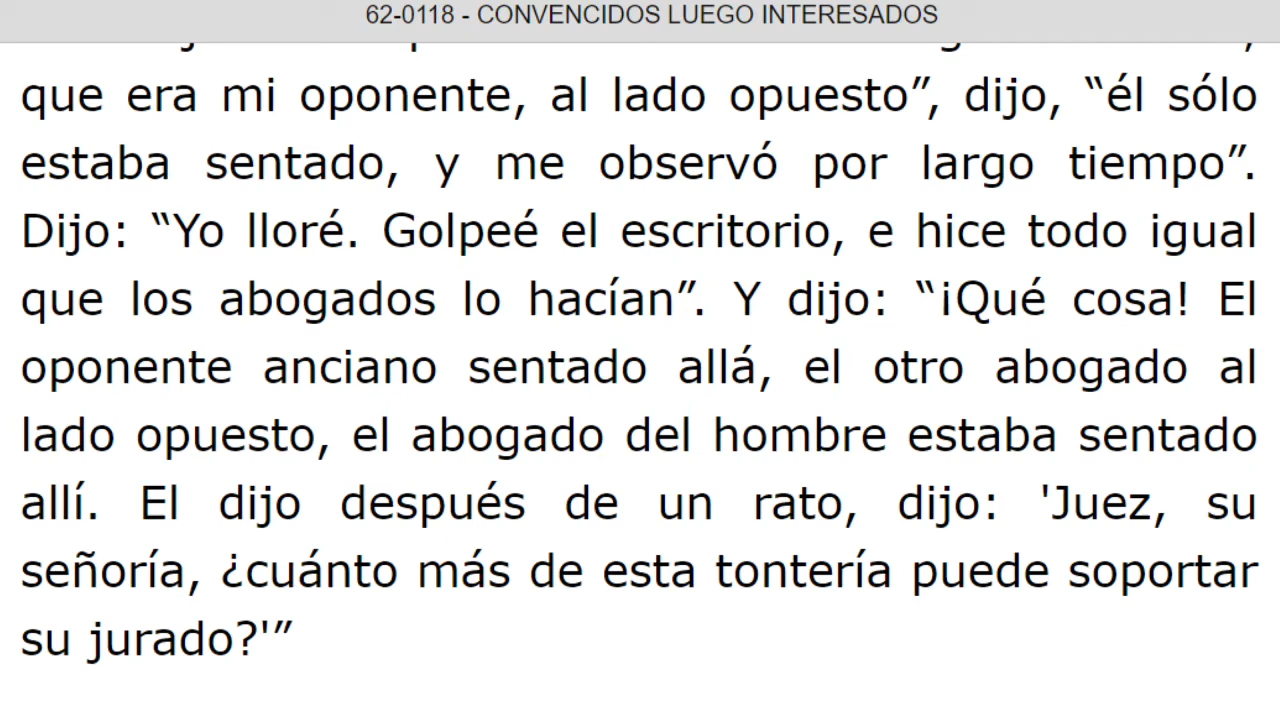 62-0118 - CONVENCIDOS LUEGO INTERESADOS
que era mi oponente, al lado opuesto”, dijo, “él sólo
estaba sentado, y me observó por largo tiempo”.
Dijo: “Yo lloré. Golpeé el escritorio, e hice todo igual
que los abogados lo hacían”. Y dijo: “¡Qué cosa! El
oponente anciano sentado allá, el otro abogado al
lado opuesto, el abogado del hombre estaba sentado
allí. El dijo después de un rato, dijo: 'Juez, su
señoría, ¿cuánto más de esta tontería puede soportar
su jurado?'”